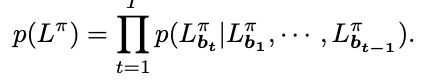 p(L^π) = ∏_{t=1}^{T} p(L^π_{b_t} | L^π_{b_1}, ⋯ , L^π_{b_{t−1}}).